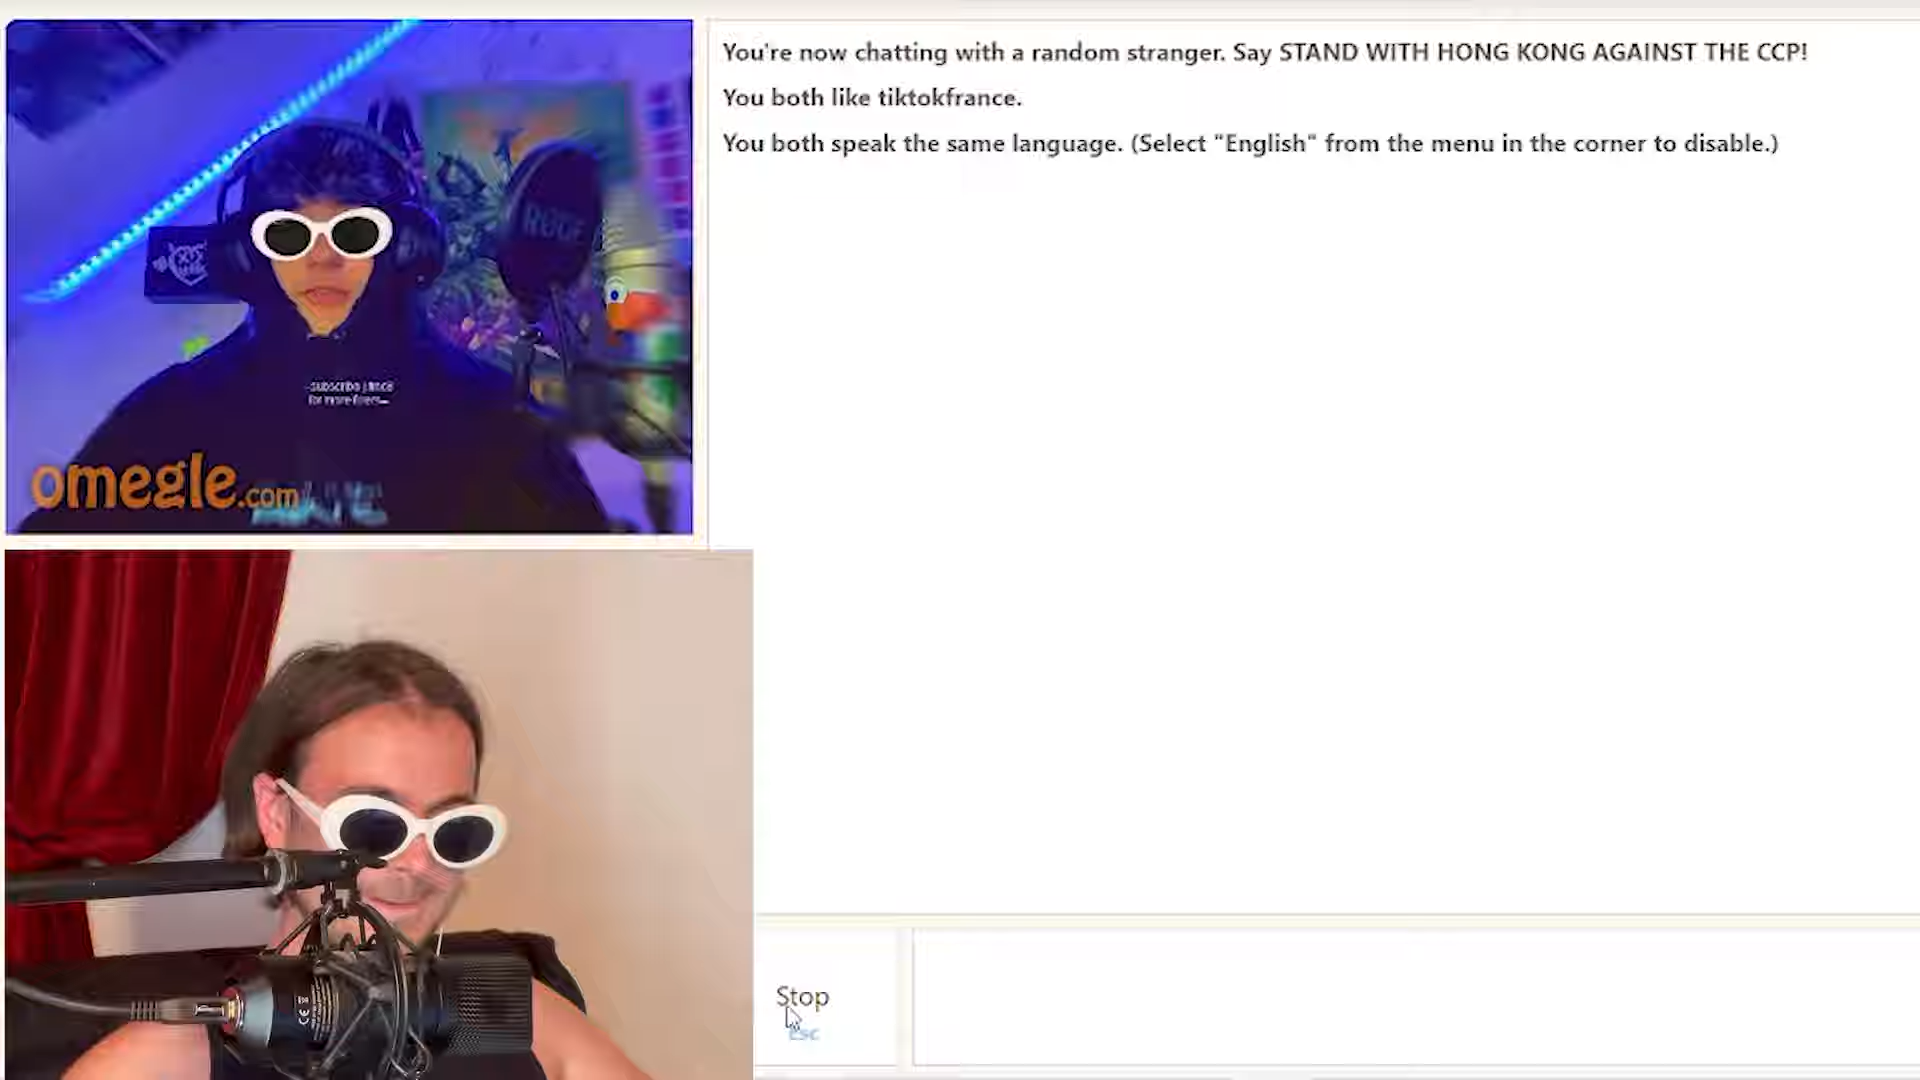 You're now chatting with a random stranger. Say STAND WITH HONG KONG AGAINST THE CCP!
You both like tiktokfrance.
You both speak the same language. (Select "English" from the menu in the corner to disable.)
RODE
omegle.com
Stop
esc
CE